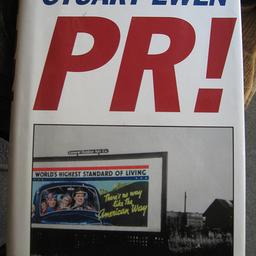 STUART EWEN
PR!
WORLD'S HIGHEST STANDARD OF LIVING
There's no way
like the
American Way